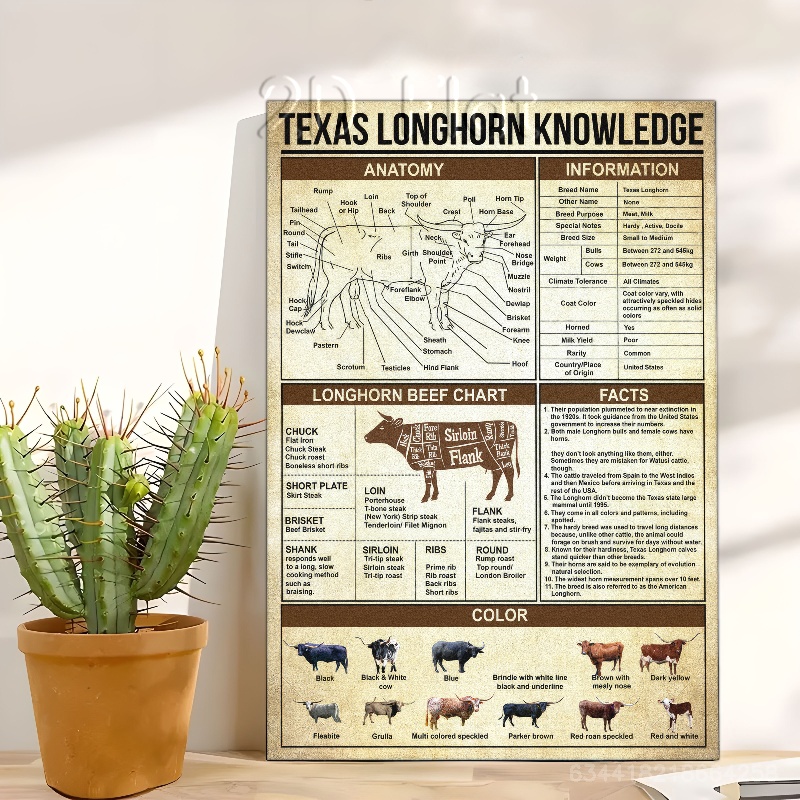 2D
TEXAS LONGHORN KNOWLEDGE
ANATOMY
Rump
Loin
Top of
Shoulder
Poll
Horn Tip
Tailhead
Hook
or Hip
Back
Crest
Horn Base
Pin
Round
Tail
Stifle
Switch
Neck
Ear
Forehead
Ribs
Girth
Shoulder
Point
Nose
Bridge
Muzzle
Foreflank
Elbow
Nostril
Hock
Cap
Dewlap
Brisket
Hock
Dewclaw
Forearm
Pastern
Sheath
Knee
Stomach
Scrotum
Testicles
Hind Flank
Hoof
INFORMATION
Breed Name Texas Longhorn
Other Name None
Breed Purpose Meat, Milk
Special Notes Hardy , Active, Docile
Breed Size Small to Medium
Weight
Bulls Between 272 and 545kg
Cows Between 272 and 545kg
Climate Tolerance All Climates
Coat Color
Coat color vary, with
attractively speckled hides
occurring as often as solid
colors
Horned Yes
Milk Yield Poor
Rarity Common
Country/Place
of Origin
United States
LONGHORN BEEF CHART
CHUCK
Flat Iron
Chuck Steak
Chuck roast
Boneless short ribs
Sirloin
Flank
SHORT PLATE
Skirt Steak
BRISKET
Beef Brisket
LOIN
Porterhouse
T-bone steak
(New York) Strip steak
Tenderloin/ Filet Mignon
FLANK
Flank steaks,
fajitas and stir-fry
SHANK
responds well
to a long, slow
cooking method
such as
braising.
SIRLOIN
Tri-tip steak
Sirloin steak
Tri-tip roast
RIBS
Prime rib
Rib roast
Back ribs
Short ribs
ROUND
Rump roast
Top round/
London Broiler
FACTS
1. Their population plummeted to near extinction in
the 1920s. It took guidance from the United States
government to increase their numbers.
2. Both male Longhorn bulls and female cows have
horns.
they don't look anything like them, either.
Sometimes they are mistaken for Watusi cattle,
though.
4. The cattle traveled from Spain to the West Indies
and then Mexico before arriving in Texas and the
rest of the USA.
5. The Longhorn didn't become the Texas state large
mammal until 1995.
6. They come in all colors and patterns, including
spotted.
7. The hardy breed was used to travel long distances
because, unlike other cattle, the animal could
forage on brush and survive for days without water.
8. Known for their hardiness, Texas Longhorn calves
stand quicker than other breeds.
9. Their horns are said to be exemplary of evolution
natural selection.
10. The widest horn measurement spans over 10 feet.
11. The breed is also referred to as the American
Longhorn.
COLOR
Black
Black & White
cow
Blue
Brindle with white line
black and underline
Brown with
mealy nose
Dark yellow
Fleabite
Grulla
Multi colored speckled
Parker brown
Red roan speckled
Red and white